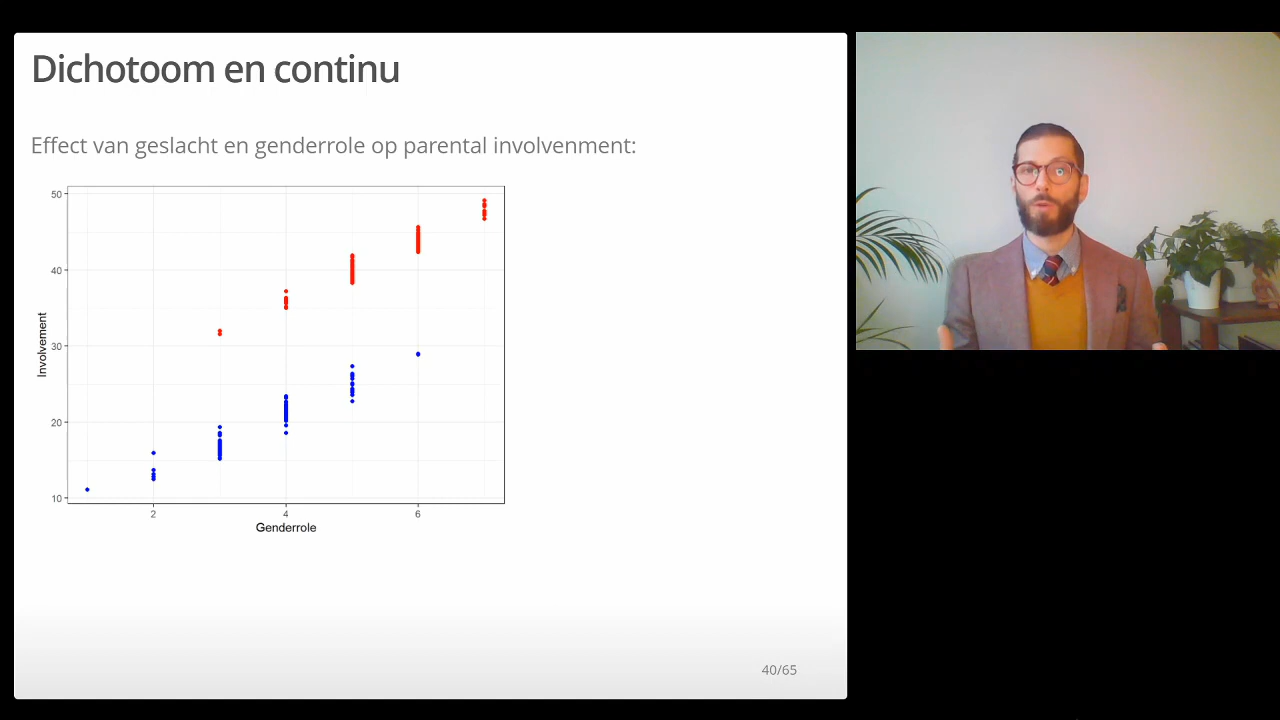 Dichotoom en continu
Effect van geslacht en genderrole op parental involvenment:
50
40
30
20
10
Involvement
2
4
6
Genderrole
40/65